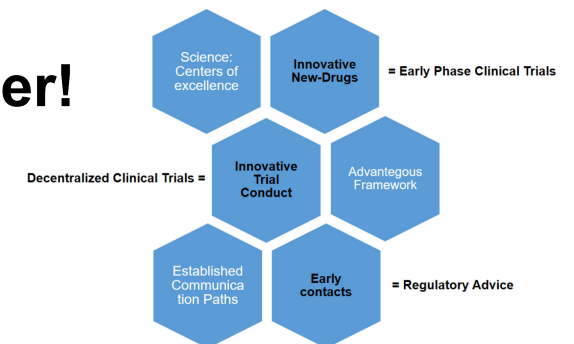 er!
Science:
Centers of
excellence
Innovative
New-Drugs
= Early Phase Clinical Trials
Decentralized Clinical Trials =
Innovative
Trial
Conduct
Advantegous
Framework
Established
Communica
tion Paths
Early
contacts
= Regulatory Advice